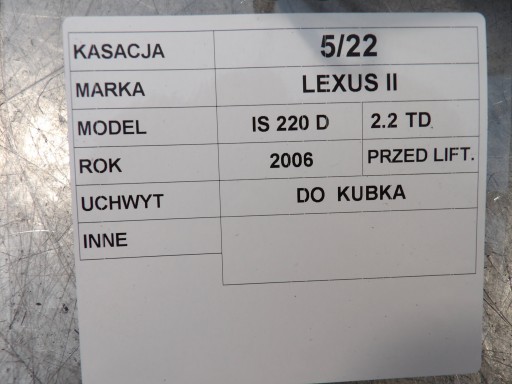 KASACJA 5/22
MARKA LEXUS II
MODEL IS 220 D 2.2 TD
ROK 2006 PRZED LIFT.
UCHWYT DO KUBKA
INNE